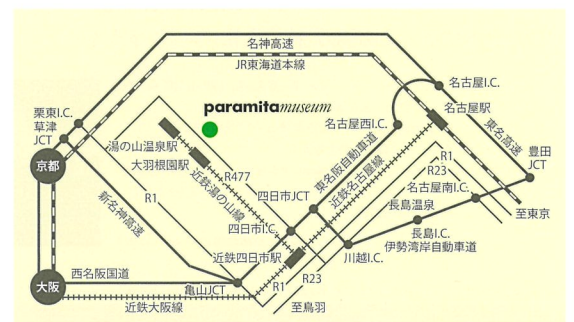 名神高速
JR東海道本線
名古屋I.C.
paramitamuseum
名古屋駅
栗東I.C.
草津
JCT
名古屋西I.C.
東名高速
豊田
JCT
湯の山温泉駅
大羽根園駅
東名阪自動車道
近鉄名古屋線
R1
R23
京都
R477
近鉄湯の山線
四日市JCT
名古屋南I.C.
R1
新名神高速
長島温泉
至東京
四日市I.C.
長島I.C.
伊勢湾岸自動車道
近鉄四日市駅
川越I.C.
大阪
西名阪国道
亀山JCT
R1
R23
近鉄大阪線
至鳥羽